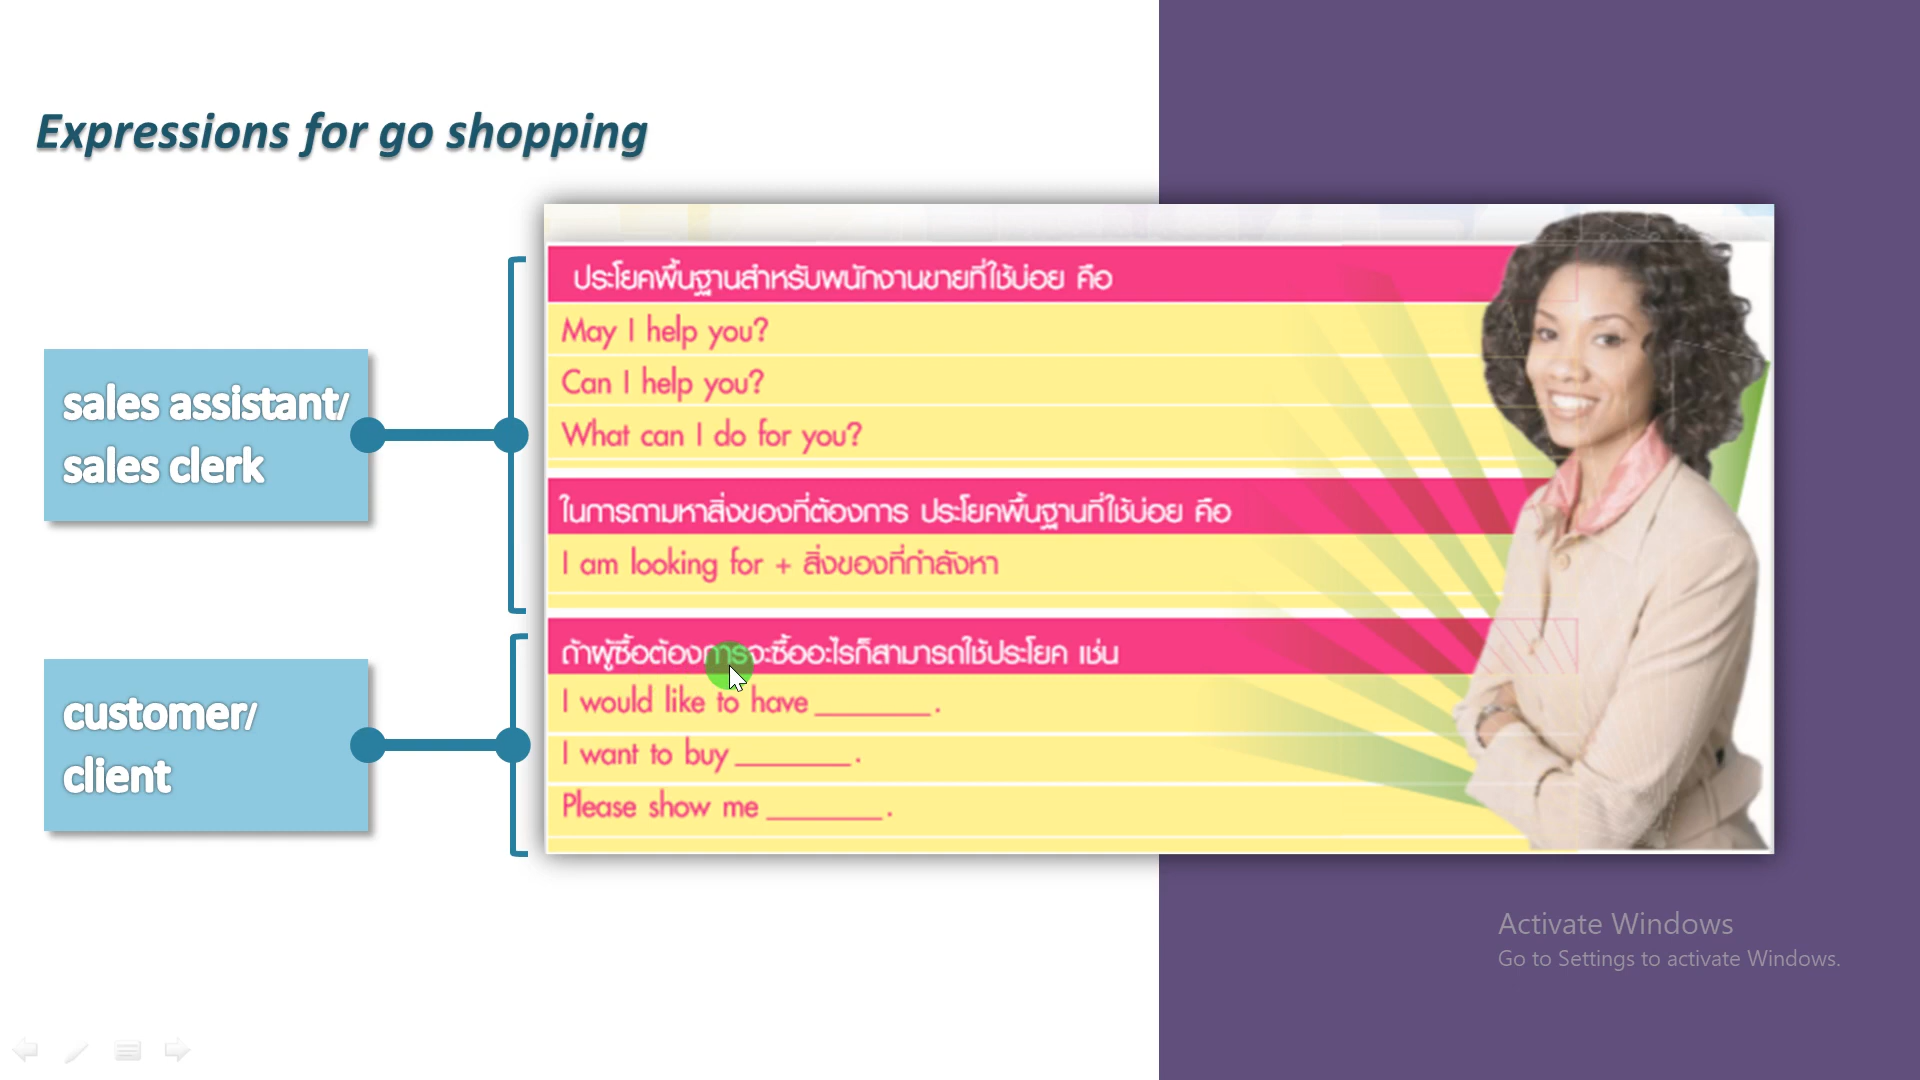 Expressions for go shopping
sales assistant/
sales clerk
customer/
client
ประโยคพื้นฐานสำหรับพนักงานขายที่ใช้บ่อย คือ
May I help you?
Can I help you?
What can I do for you?
ในการถามหาสิ่งของที่ต้องการ ประโยคพื้นฐานที่ใช้บ่อย คือ
I am looking for + สิ่งของที่กำลังหา
ถ้าผู้ซื้อต้องการจะซื้ออะไรก็สามารถใช้ประโยค เช่น
I would like to have ________ .
I want to buy ________ .
Please show me ________ .
Activate Windows
Go to Settings to activate Windows.